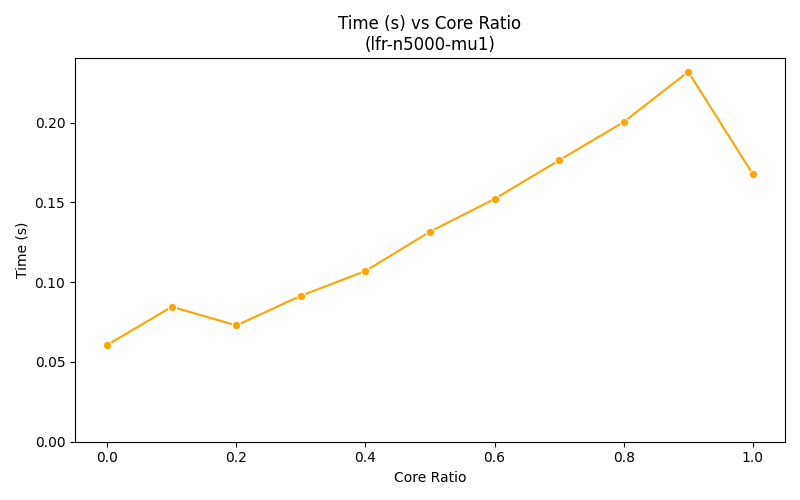 Time (s) vs Core Ratio
(lfr-n5000-mu1)
Time (s)
0.20
0.15
0.10
0.05
0.00
0.0 0.2 0.4 0.6 0.8 1.0
Core Ratio